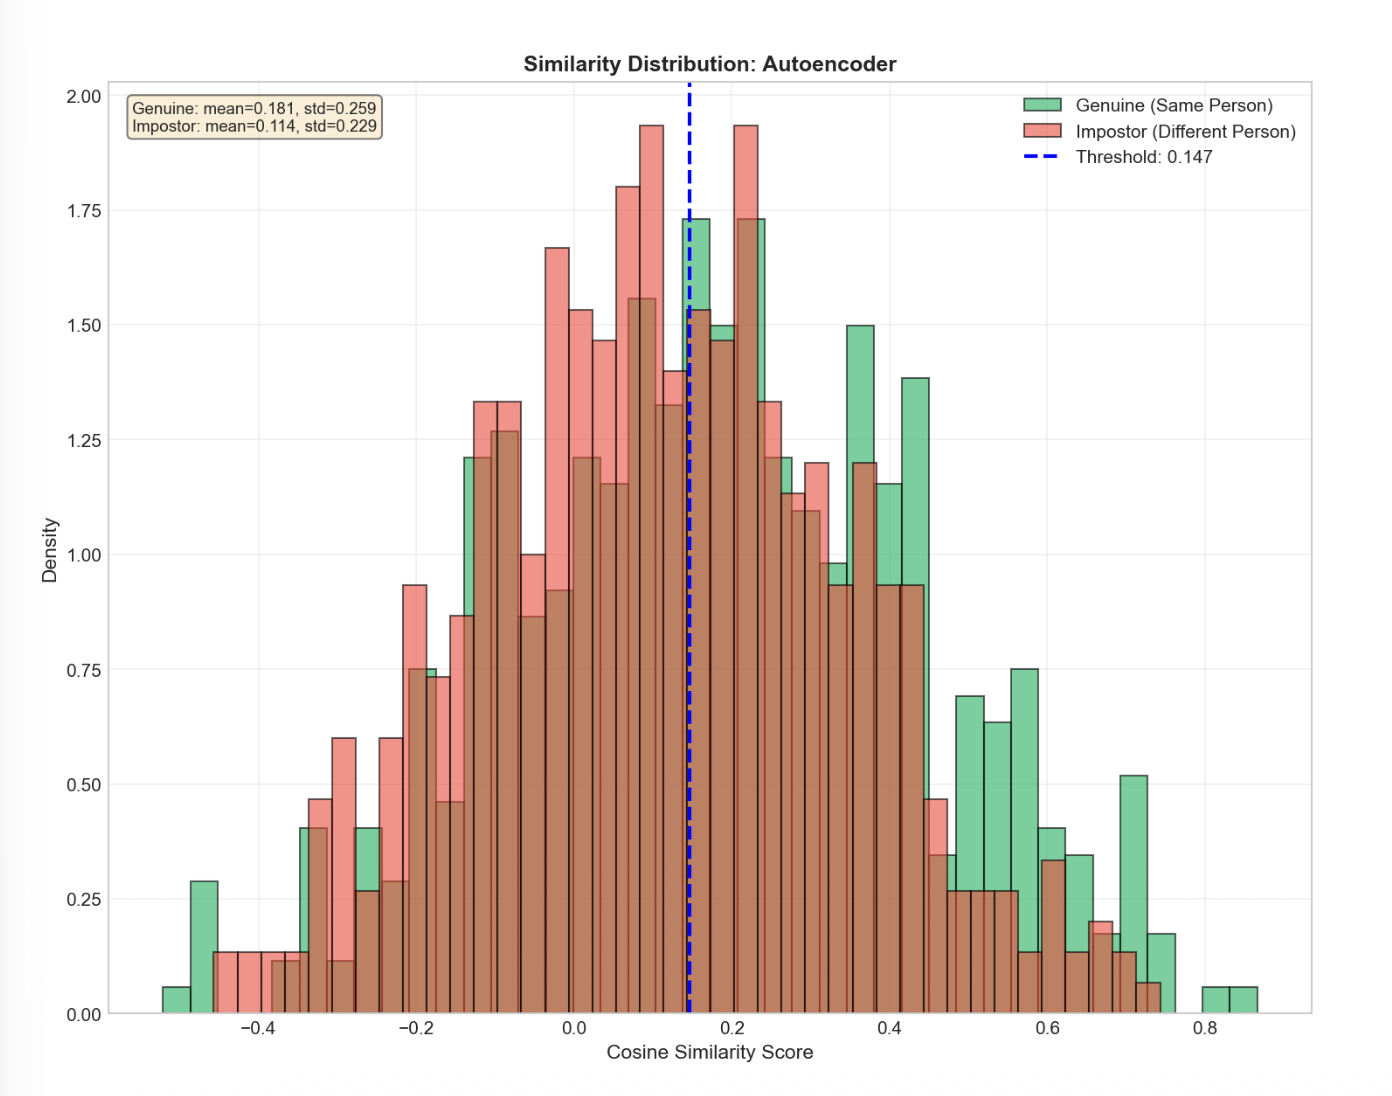 Similarity Distribution: Autoencoder
Genuine: mean=0.181, std=0.259
Impostor: mean=0.114, std=0.229
Genuine (Same Person)
Impostor (Different Person)
Threshold: 0.147
Density
2.00
1.75
1.50
1.25
1.00
0.75
0.50
0.25
0.00
−0.4
−0.2
0.0
0.2
0.4
0.6
0.8
Cosine Similarity Score